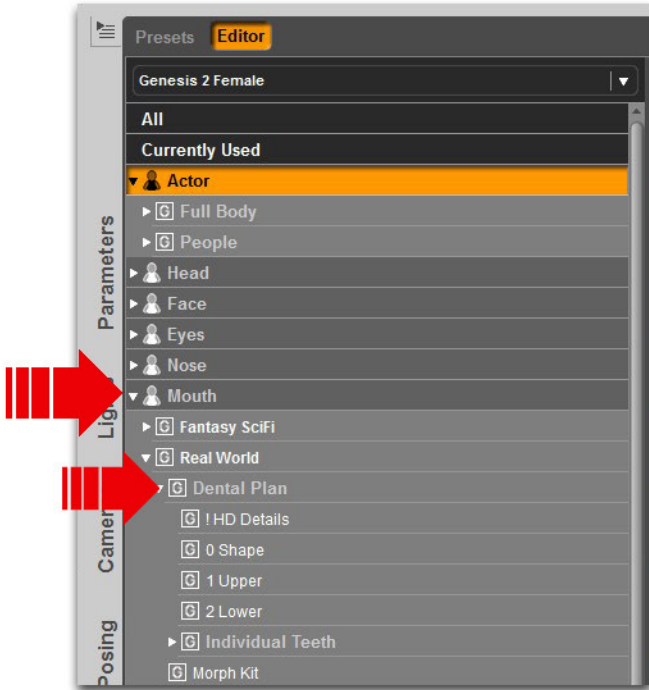 Presets Editor
Genesis 2 Female
All
Currently Used
Actor
G Full Body
G People
Head
Face
Eyes
Nose
Mouth
G Fantasy SciFi
G Real World
G Dental Plan
G ! HD Details
G 0 Shape
G 1 Upper
G 2 Lower
G Individual Teeth
G Morph Kit
Parameters
Posing